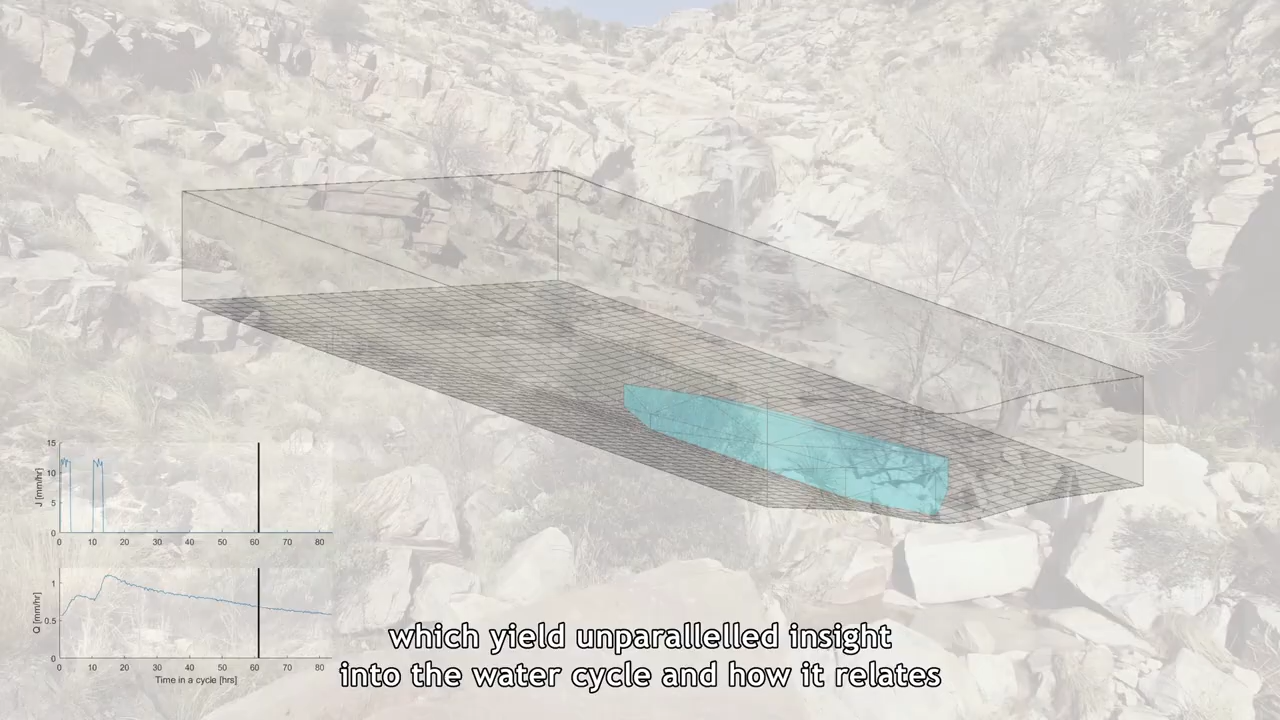 15
10
5
0
J [mm/hr]
0 10 20 30 40 50 60 70 80
1
0.5
0
Q [mm/hr]
0 10 20 30 40 50 60 70 80
Time in a cycle [hrs]
which yield unparallelled insight
into the water cycle and how it relates